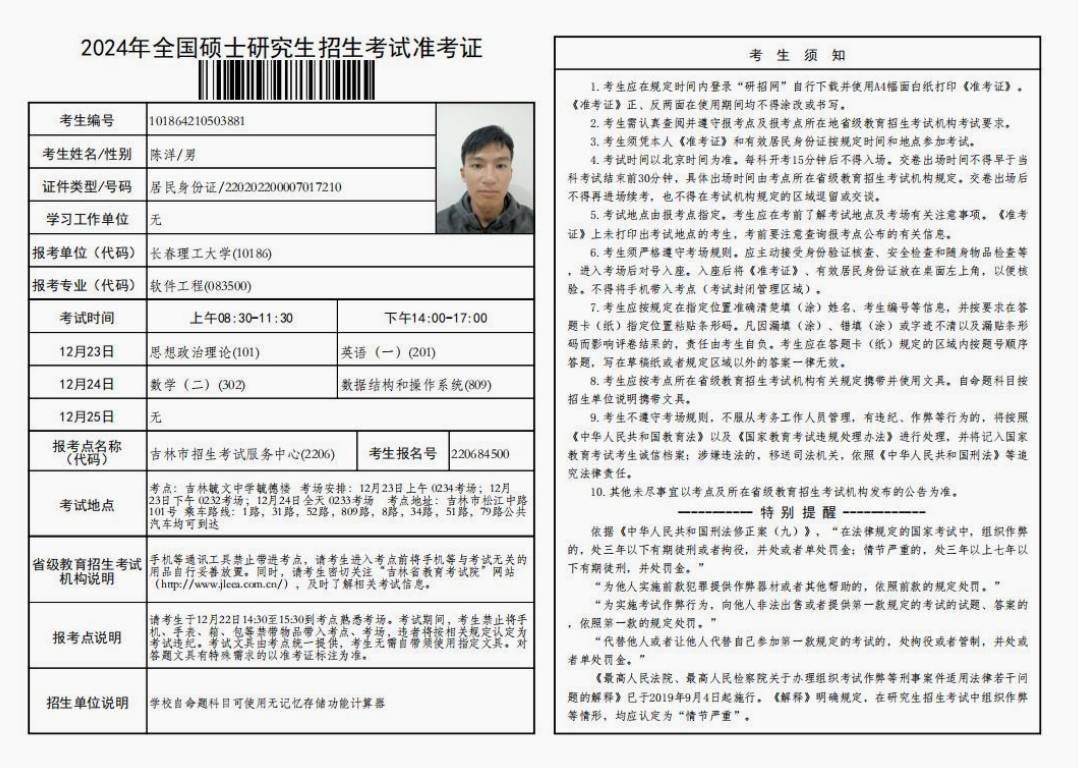 2024年全国硕士研究生招生考试准考证
考生编号 101864210503881
考生姓名/性别 陈洋/男
证件类型/号码 居民身份证/220202200007017210
学习工作单位 无
报考单位（代码） 长春理工大学(10186)
报考专业（代码） 软件工程(083500)
考试时间 上午08:30-11:30 下午14:00-17:00
12月23日 思想政治理论(101) 英语（一）(201)
12月24日 数学（二）(302) 数据结构和操作系统(809)
12月25日 无
报考点名称
（代码）
吉林市招生考试服务中心(2206) 考生报名号 220684500
考试地点
考点：吉林毓文中学毓德楼 考场安排：12月23日上午 0234考场；12月
23日下午 0232考场；12月24日全天 0233考场 考点地址：吉林市松江中路
101号 乘车路线：1路，31路，52路，809路，8路，34路，51路，79路公共
汽车均可到达
省级教育招生考试
机构说明
手机等通讯工具禁止带进考点，请考生进入考点前将手机等与考试无关的
用品自行妥善放置。同时，请考生密切关注“吉林省教育考试院”网站
（http://www.jleea.com.cn/），及时了解相关考试信息。
报考点说明
请考生于12月22日14:30至15:30到考点熟悉考场。考试期间，考生禁止将手
机、手表、箱、包等禁带物品带入考点、考场，违者将按相关规定认定为
考试违纪。考试文具由考点统一提供，考生无需自带须使用指定文具。对
答题文具有特殊需求的以准考证标注为准。
招生单位说明 学校自命题科目可使用无记忆存储功能计算器
考 生 须 知
1. 考生应在规定时间内登录“研招网”自行下载并使用A4幅面白纸打印《准考证》。
《准考证》正、反两面在使用期间均不得涂改或书写。
2. 考生需认真查阅并遵守报考点及报考点所在地省级教育招生考试机构考试要求。
3. 考生须凭本人《准考证》和有效居民身份证按规定时间和地点参加考试。
4. 考试时间以北京时间为准。每科开考15分钟后不得入场。交卷出场时间不得早于当
科考试结束前30分钟，具体出场时间由考点所在省级教育招生考试机构规定。交卷出场后
不得再进场续考，也不得在考试机构规定的区域逗留或交谈。
5. 考试地点由报考点指定。考生应在考前了解考试地点及考场有关注意事项。《准考
证》上未打印出考试地点的考生，考前要注意查询报考点公布的有关信息。
6. 考生须严格遵守考场规则。应主动接受身份验证核查、安全检查和随身物品检查等
，进入考场后对号入座。入座后将《准考证》、有效居民身份证放在桌面左上角，以便核
验。不得将手机带入考点（考试封闭管理区域）。
7. 考生应按规定在指定位置准确清楚填（涂）姓名，考生编号等信息，并按要求在答
题卡（纸）指定位置粘贴条形码。凡因漏填（涂）、错填（涂）或字迹不清以及漏贴条形
码而影响评卷结果的，责任由考生自负。考生应在答题卡（纸）规定的区域内按题号顺序
答题，写在草稿纸或者规定区域以外的答案一律无效。
8. 考生应按考点所在省级教育招生考试机构有关规定携带并使用文具。自命题科目按
招生单位说明携带文具。
9. 考生不遵守考场规则，不服从考务工作人员管理，有违纪、作弊等行为的，将按照
《中华人民共和国教育法》以及《国家教育考试违规处理办法》进行处理，并将记入国家
教育考试考生诚信档案；涉嫌违法的，移送司法机关，依照《中华人民共和国刑法》等追
究法律责任。
10. 其他未尽事宜以考点及所在省级教育招生考试机构发布的公告为准。
---------- 特 别 提 醒 -----------
依据《中华人民共和国刑法修正案（九）》，“在法律规定的国家考试中，组织作弊
的，处三年以下有期徒刑或者拘役，并处或者单处罚金；情节严重的，处三年以上七年以
下有期徒刑，并处罚金。”
“为他人实施前款犯罪提供作弊器材或者其他帮助的，依照前款的规定处罚。”
“为实施考试作弊行为，向他人非法出售或者提供第一款规定的考试的试题、答案的
，依照第一款的规定处罚。”
“代替他人或者让他人代替自己参加第一款规定的考试的，处拘役或者管制，并处或
者单处罚金。”
《最高人民法院、最高人民检察院关于办理组织考试作弊等刑事案件适用法律若干问
题的解释》已于2019年9月4日起施行。《解释》明确规定，在研究生招生考试中组织作弊
等情形，均应认定为“情节严重”。